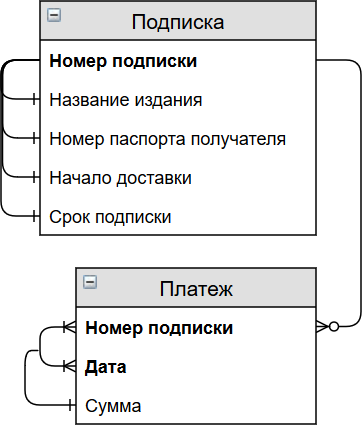 Подписка
Номер подписки
Название издания
Номер паспорта получателя
Начало доставки
Срок подписки
Платеж
Номер подписки
Дата
Сумма